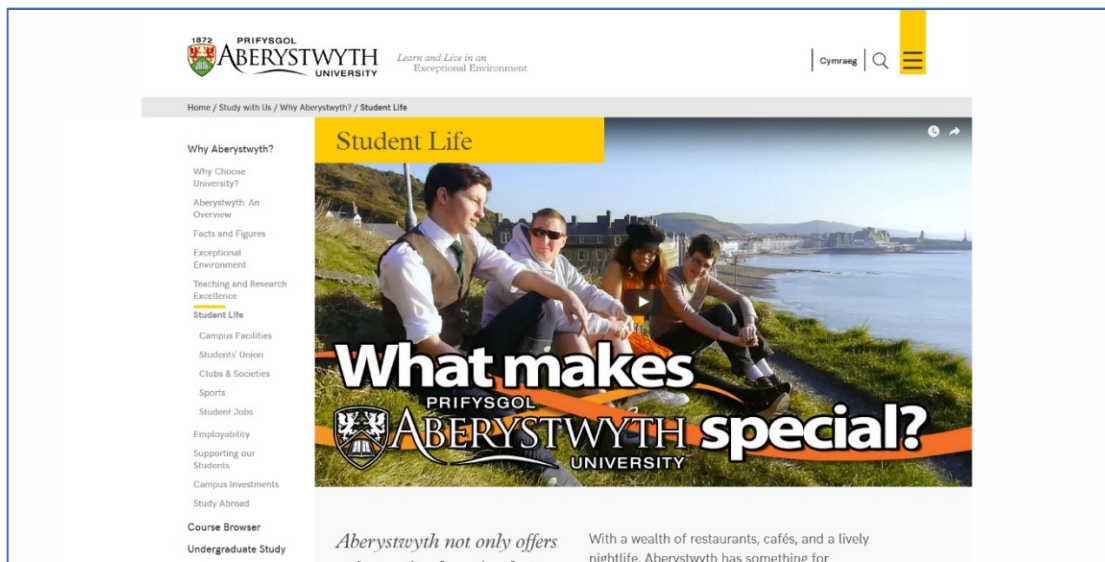 1872 PRIFYSGOL
ABERYSTWYTH
UNIVERSITY
Learn and Live in an
Exceptional Environment
Cymraeg
Home / Study with Us / Why Aberystwyth? / Student Life
Why Aberystwyth?
Why Choose
University?
Aberystwyth: An
Overview
Facts and Figures
Exceptional
Environment
Teaching and Research
Excellence
Student Life
Campus Facilities
Students' Union
Clubs & Societies
Sports
Student Jobs
Employability
Supporting our
Students
Campus Investments
Study Abroad
Course Browser
Undergraduate Study
Student Life
What makes
PRIFYSGOL
ABERYSTWYTH special?
UNIVERSITY
Aberystwyth not only offers
With a wealth of restaurants, cafés, and a lively
nightlife, Aberystwyth has something for